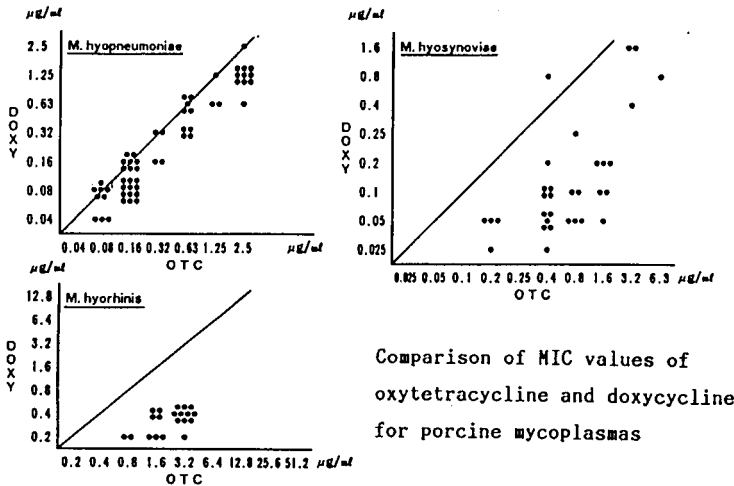 µg/ml
2.5
M. hyopneumoniae
1.25
0.63
0.32
0.16
0.08
0.04
DOXY
0.04 0.08 0.16 0.32 0.63 1.25 2.5 µg/ml
OTC
µg/ml
1.6
M. hyosynoviae
0.8
0.4
0.25
0.2
0.1
0.05
0.025
DOXY
0.025 0.05 0.1 0.2 0.25 0.4 0.8 1.6 3.2 6.3 µg/ml
OTC
µg/ml
12.8
M. hyorhinis
6.4
3.2
1.6
0.8
0.4
0.2
DOXY
0.2 0.4 0.8 1.6 3.2 6.4 12.8 25.6 51.2 µg/ml
OTC
Comparison of MIC values of
oxytetracycline and doxycycline
for porcine mycoplasmas